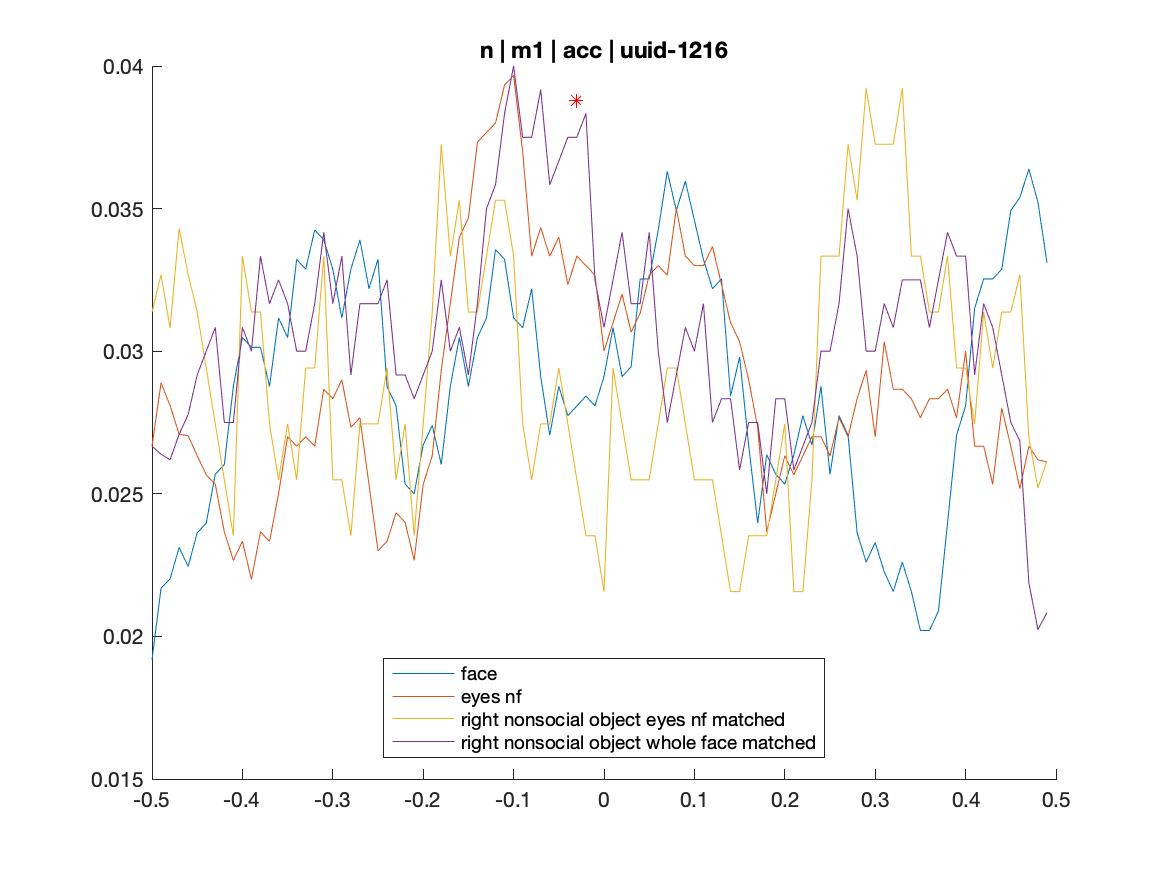 n | m1 | acc | uuid-1216
0.04
0.035
0.03
0.025
0.02
0.015
face
eyes nf
right nonsocial object eyes nf matched
right nonsocial object whole face matched
-0.5 -0.4 -0.3 -0.2 -0.1 0 0.1 0.2 0.3 0.4 0.5